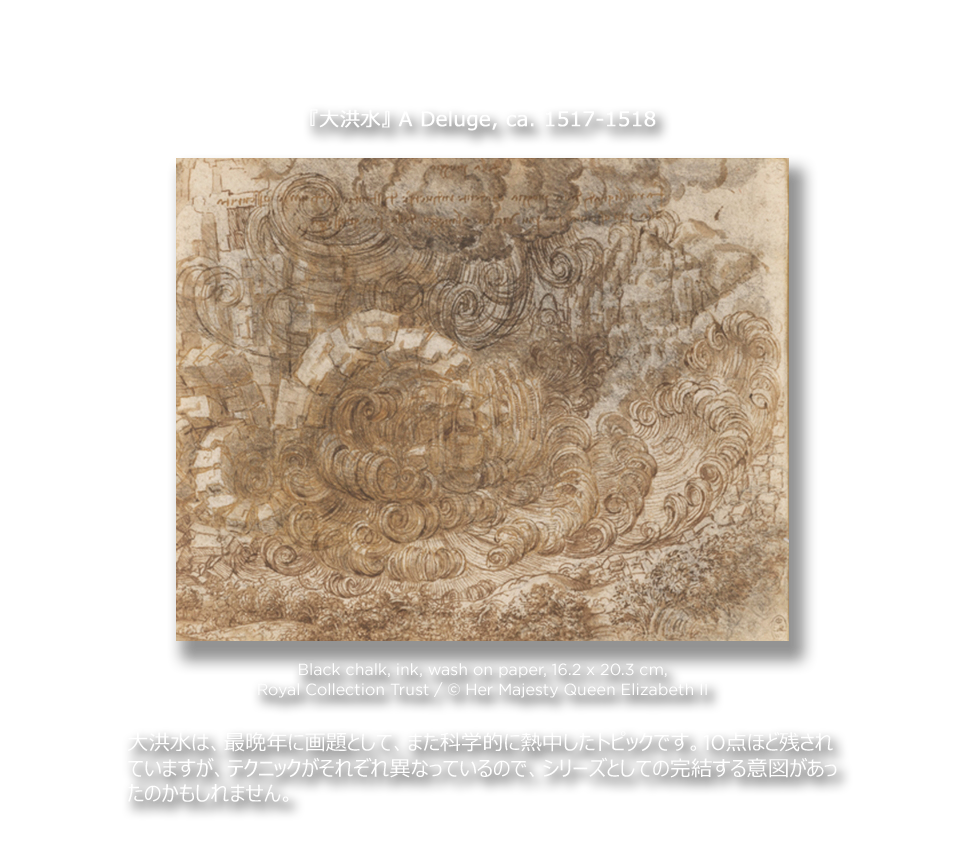 『大洪水』 A Deluge, ca. 1517-1518
Black chalk, ink, wash on paper, 16.2 x 20.3 cm,
Royal Collection Trust / © Her Majesty Queen Elizabeth II
大洪水は、最晩年に画題として、また科学的に熱中したトピックです。10点ほど残され
ていますが、テクニックがそれぞれ異なっているので、シリーズとしての完結する意図があっ
たのかもしれません。